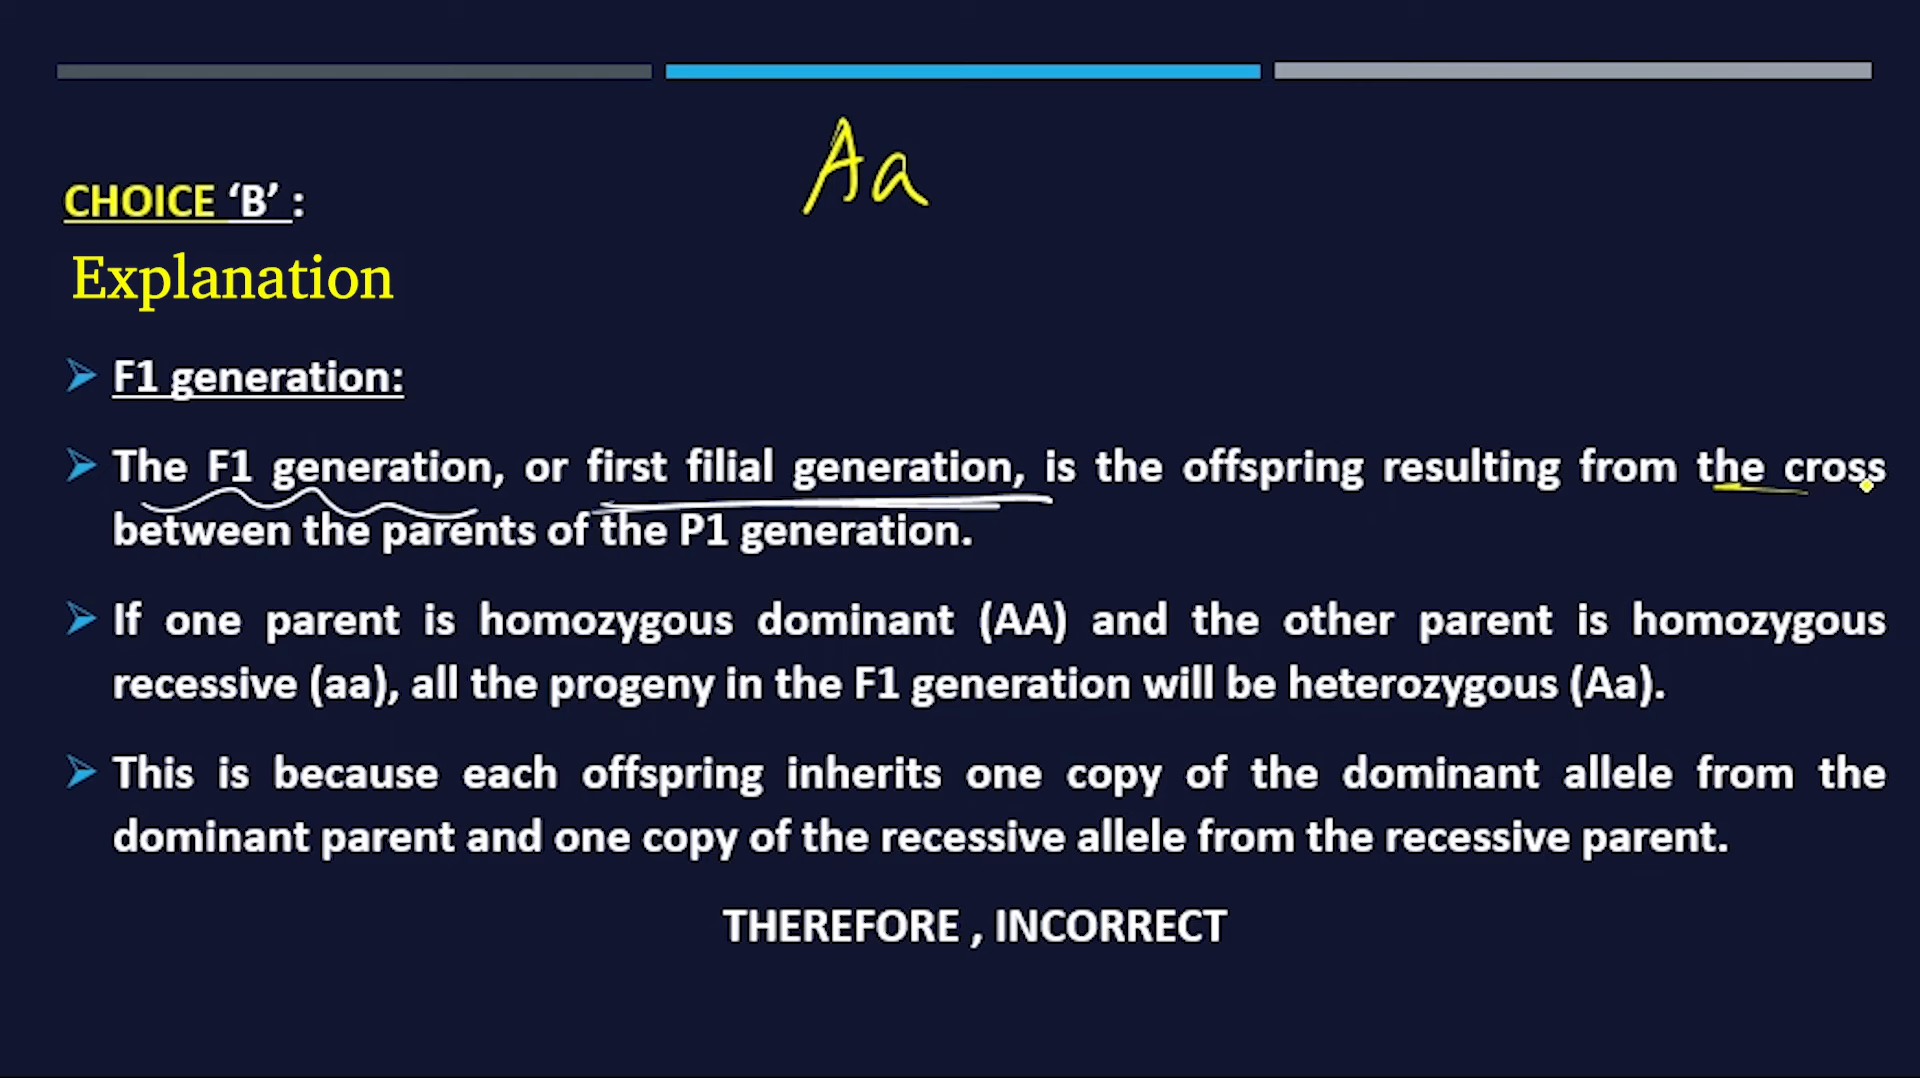 Aa
CHOICE ‘B’ :
Explanation
F1 generation:
The F1 generation, or first filial generation, is the offspring resulting from the cross
between the parents of the P1 generation.
If one parent is homozygous dominant (AA) and the other parent is homozygous
recessive (aa), all the progeny in the F1 generation will be heterozygous (Aa).
This is because each offspring inherits one copy of the dominant allele from the
dominant parent and one copy of the recessive allele from the recessive parent.
THEREFORE , INCORRECT